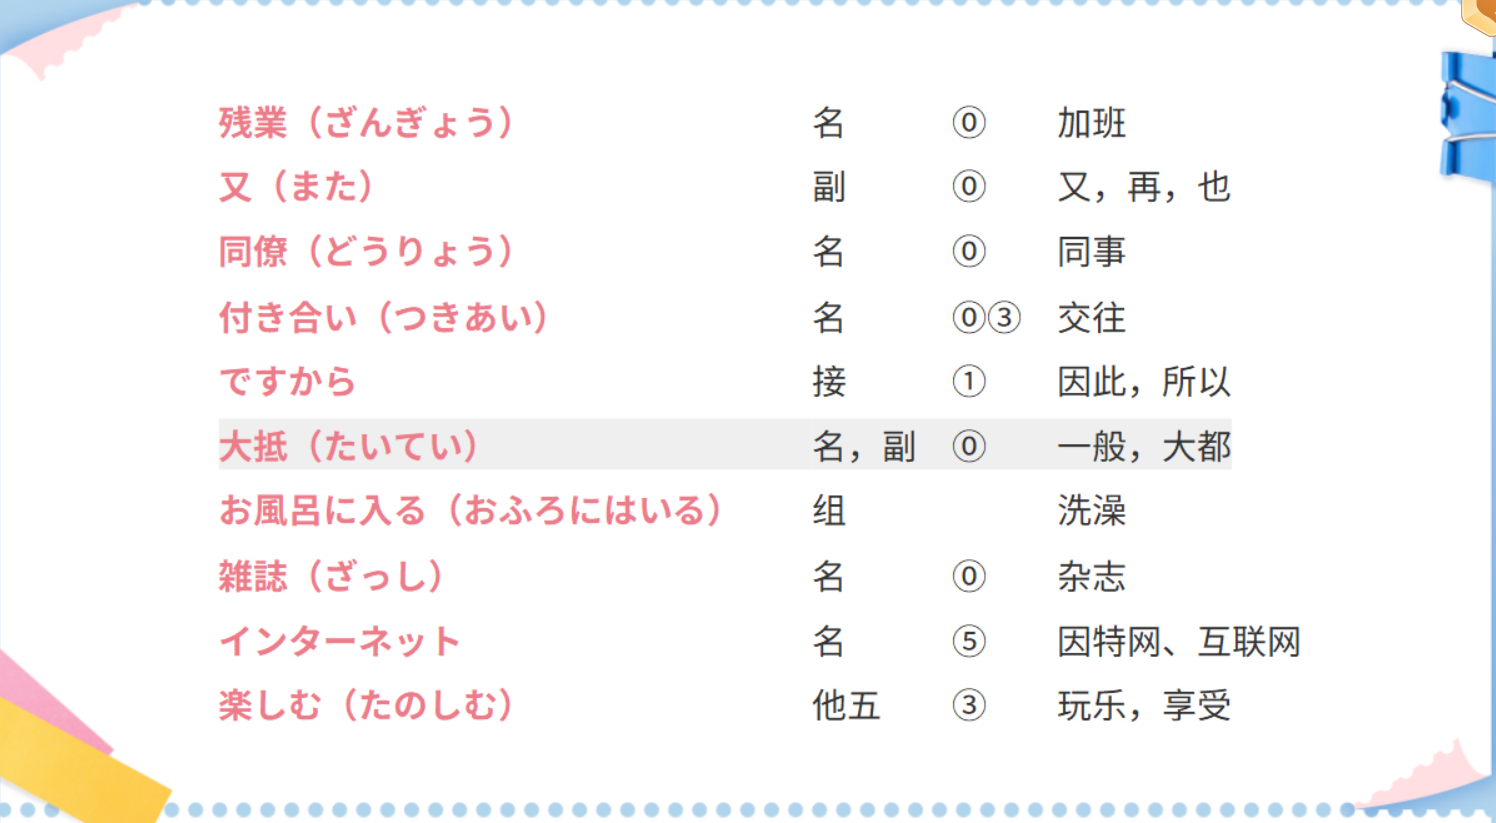 残業（ざんぎょう） 名 ⓪ 加班
又（また） 副 ⓪ 又，再，也
同僚（どうりょう） 名 ⓪ 同事
付き合い（つきあい） 名 ⓪③ 交往
ですから 接 ① 因此，所以
大抵（たいてい） 名，副 ⓪ 一般，大都
お風呂に入る（おふろにはいる） 组 洗澡
雑誌（ざっし） 名 ⓪ 杂志
インターネット 名 ⑤ 因特网、互联网
楽しむ（たのしむ） 他五 ③ 玩乐，享受